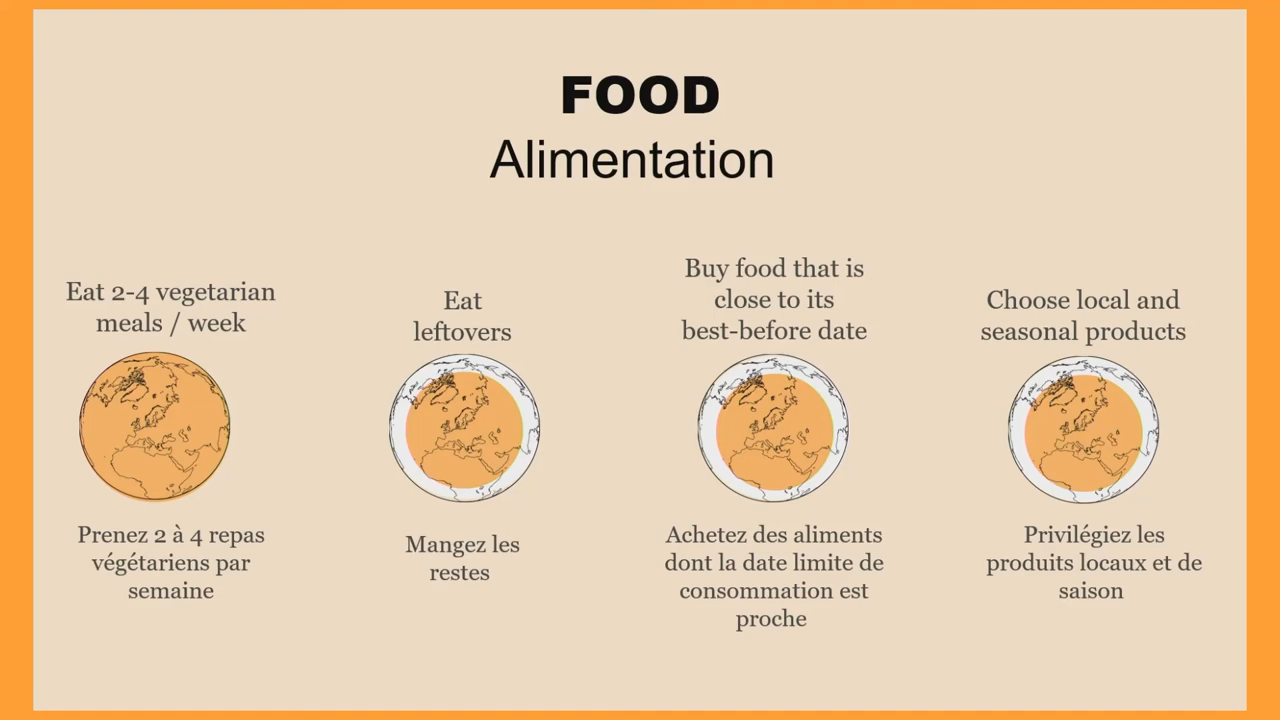 FOOD
Alimentation
Eat 2-4 vegetarian
meals / week
Eat
leftovers
Buy food that is
close to its
best-before date
Choose local and
seasonal products
Prenez 2 à 4 repas
végétariens par
semaine
Mangez les
restes
Achetez des aliments
dont la date limite de
consommation est
proche
Privilégiez les
produits locaux et de
saison